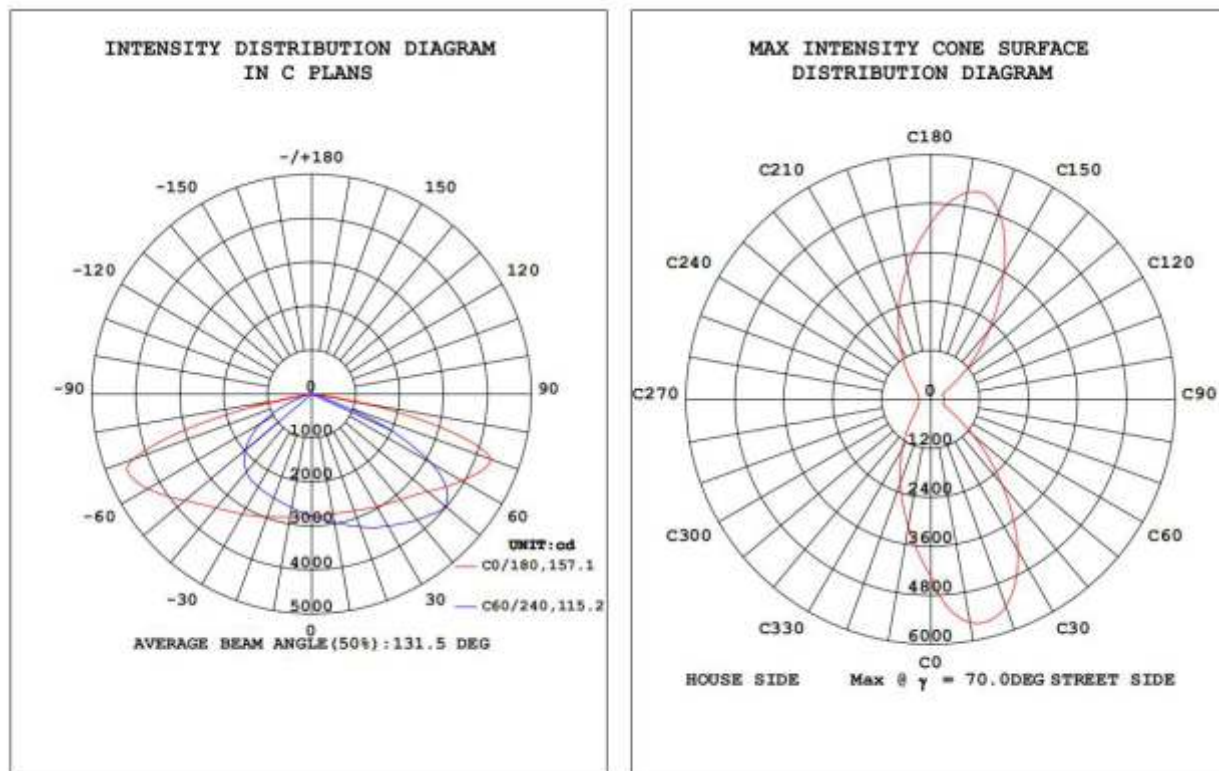 INTENSITY DISTRIBUTION DIAGRAM
IN C PLANS
-/+180
-150
150
-120
120
-90
0
90
1000
2000
-60
60
3000
UNIT:cd
4000
C0/180,157.1
-30
30
5000
C60/240,115.2
0
AVERAGE BEAM ANGLE(50%):131.5 DEG
MAX INTENSITY CONE SURFACE
DISTRIBUTION DIAGRAM
C180
C210
C150
C240
C120
C270
0
C90
1200
2400
C300
C60
3600
4800
C330
C30
6000
C0
HOUSE SIDE
Max @ γ = 70.0DEG STREET SIDE